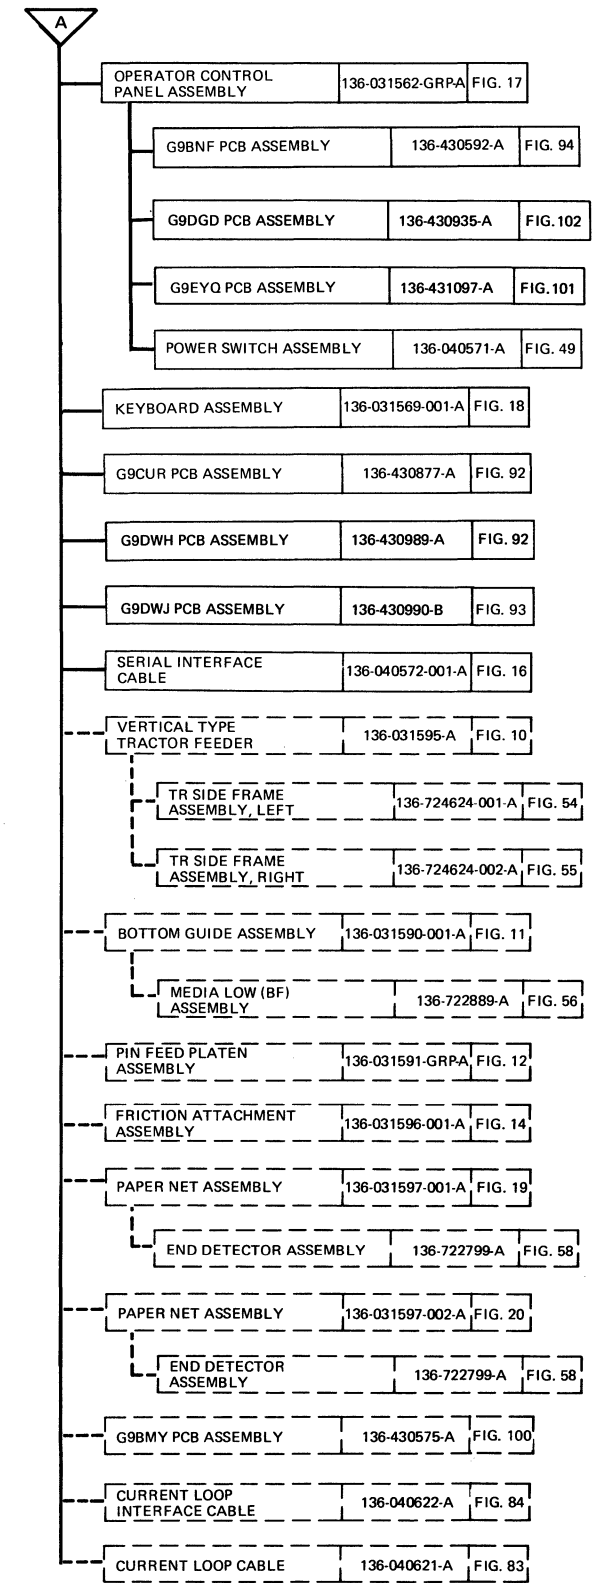 A
OPERATOR CONTROL
PANEL ASSEMBLY
136-031562-GRP-A
FIG. 17
G9BNF PCB ASSEMBLY
136-430592-A
FIG. 94
G9DGD PCB ASSEMBLY
136-430935-A
FIG.102
G9EYQ PCB ASSEMBLY
136-431097-A
FIG.101
POWER SWITCH ASSEMBLY
136-040571-A
FIG. 49
KEYBOARD ASSEMBLY
136-031569-001-A
FIG. 18
G9CUR PCB ASSEMBLY
136-430877-A
FIG. 92
G9DWH PCB ASSEMBLY
136-430989-A
FIG. 92
G9DWJ PCB ASSEMBLY
136-430990-B
FIG. 93
SERIAL INTERFACE
CABLE
136-040572-001-A
FIG. 16
VERTICAL TYPE
TRACTOR FEEDER
136-031595-A
FIG. 10
TR SIDE FRAME
ASSEMBLY, LEFT
136-724624-001-A
FIG. 54
TR SIDE FRAME
ASSEMBLY, RIGHT
136-724624-002-A
FIG. 55
BOTTOM GUIDE ASSEMBLY
136-031590-001-A
FIG. 11
MEDIA LOW (BF)
ASSEMBLY
136-722889-A
FIG. 56
PIN FEED PLATEN
ASSEMBLY
136-031591-GRP-A
FIG. 12
FRICTION ATTACHMENT
ASSEMBLY
136-031596-001-A
FIG. 14
PAPER NET ASSEMBLY
136-031597-001-A
FIG. 19
END DETECTOR ASSEMBLY
136-722799-A
FIG. 58
PAPER NET ASSEMBLY
136-031597-002-A
FIG. 20
END DETECTOR
ASSEMBLY
136-722799-A
FIG. 58
G9BMY PCB ASSEMBLY
136-430575-A
FIG. 100
CURRENT LOOP
INTERFACE CABLE
136-040622-A
FIG. 84
CURRENT LOOP CABLE
136-040621-A
FIG. 83